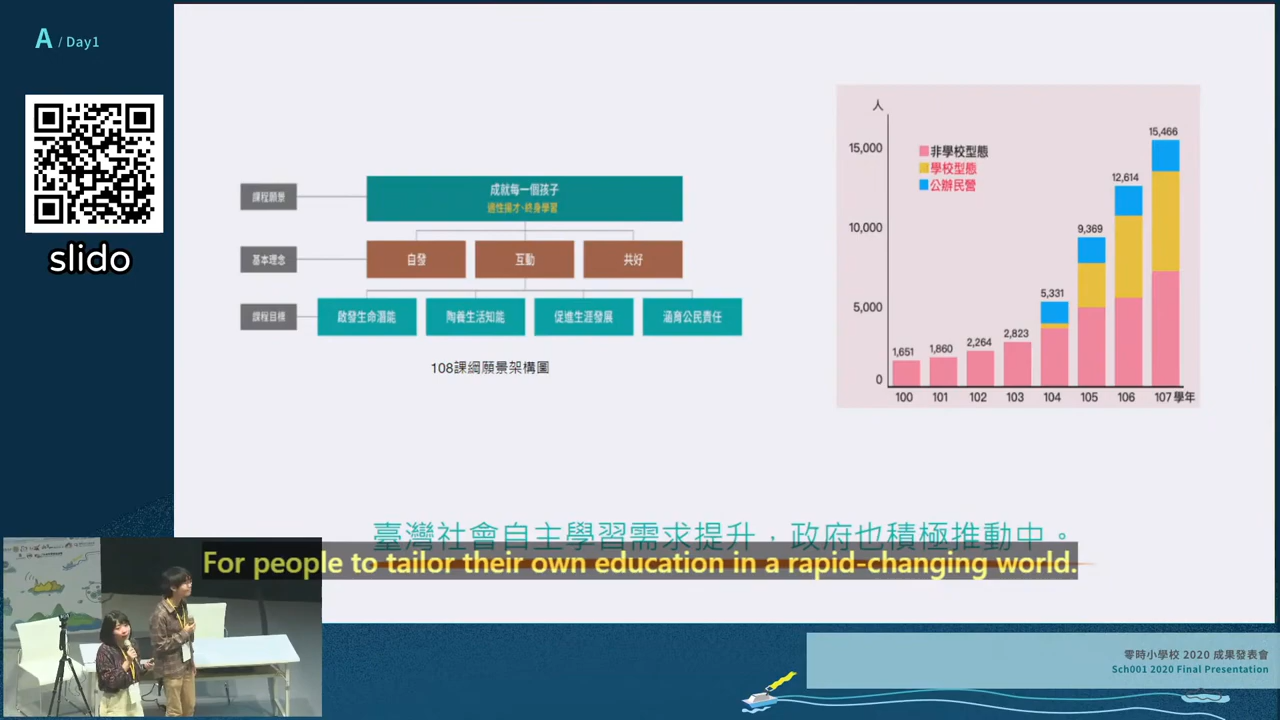 A / Day1
slido
課程願景
成就每一個孩子
適性揚才、終身學習
基本理念
自發
互動
共好
課程目標
啟發生命潛能
陶養生活知能
促進生涯發展
涵育公民責任
108課綱願景架構圖
人
15,000
10,000
5,000
0
非學校型態
學校型態
公辦民營
1,651
1,860
2,264
2,823
5,331
9,369
12,614
15,466
100 101 102 103 104 105 106 107 學年
臺灣社會自主學習需求提升，政府也積極推動中。
For people to tailor their own education in a rapid-changing world.
零時小學校 2020 成果發表會
Sch001 2020 Final Presentation